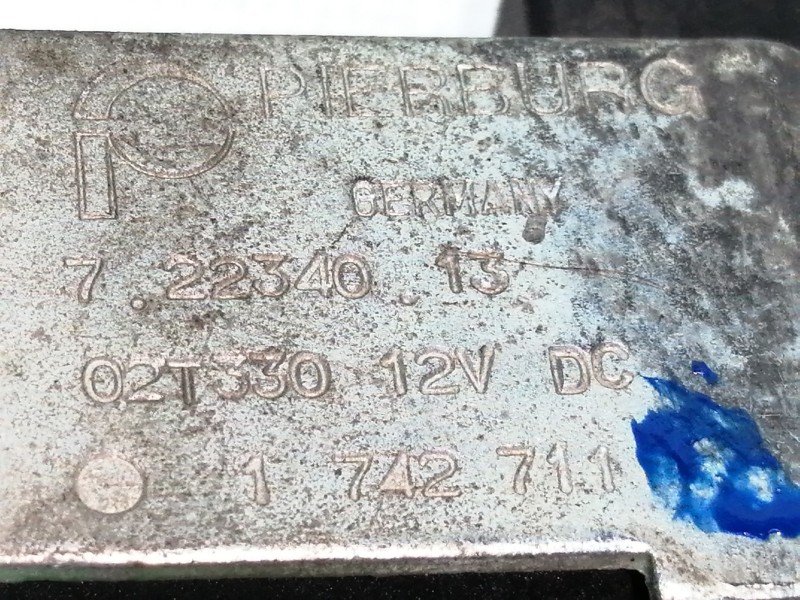 PIERBURG
GERMANY
7.22340.13
02T330 12V DC
1 742 711